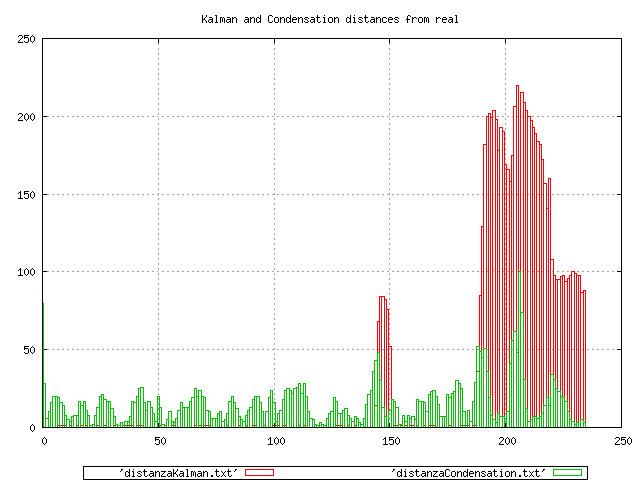 Kalman and Condensation distances from real
250
200
150
100
50
0
0 50 100 150 200 250
'distanzaKalman.txt' 'distanzaCondensation.txt'